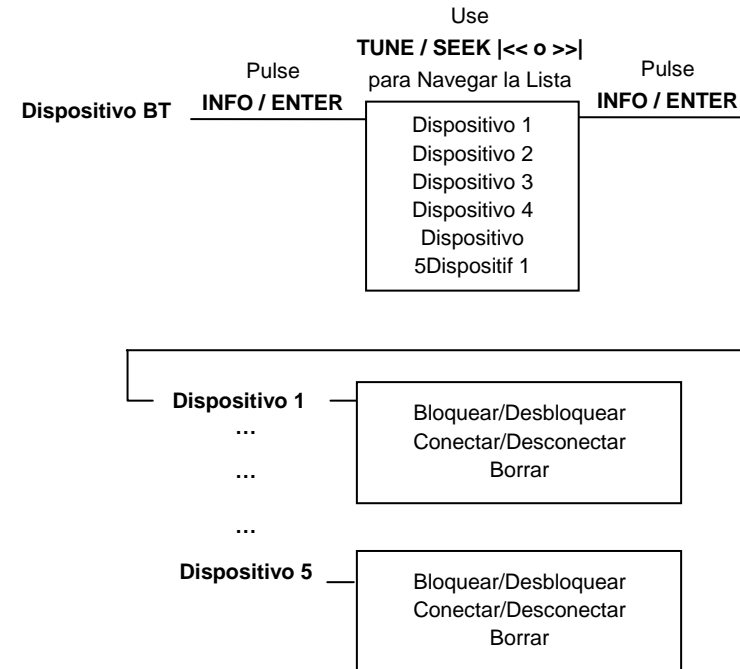 Use
TUNE / SEEK |<< o >>|
para Navegar la Lista
Pulse
INFO / ENTER
Pulse
INFO / ENTER
Dispositivo BT
Dispositivo 1
Dispositivo 2
Dispositivo 3
Dispositivo 4
Dispositivo
5Dispositif 1
Dispositivo 1
...
...
...
Bloquear/Desbloquear
Conectar/Desconectar
Borrar
Dispositivo 5
Bloquear/Desbloquear
Conectar/Desconectar
Borrar